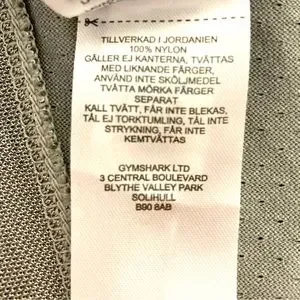 TILLVERKAD I JORDANIEN
100% NYLON
GÄLLER EJ KANTERNA, TVÄTTAS
MED LIKNANDE FÄRGER,
ANVÄND INTE SKÖLJMEDEL
TVÄTTA MÖRKA FÄRGER
SEPARAT
KALL TVÄTT, FÅR INTE BLEKAS,
TÅL EJ TORKTUMLING, TÅL INTE
STRYKNING, FÅR INTE
KEMTVÄTTAS
GYMSHARK LTD
3 CENTRAL BOULEVARD
BLYTHE VALLEY PARK
SOLIHULL
B90 8AB